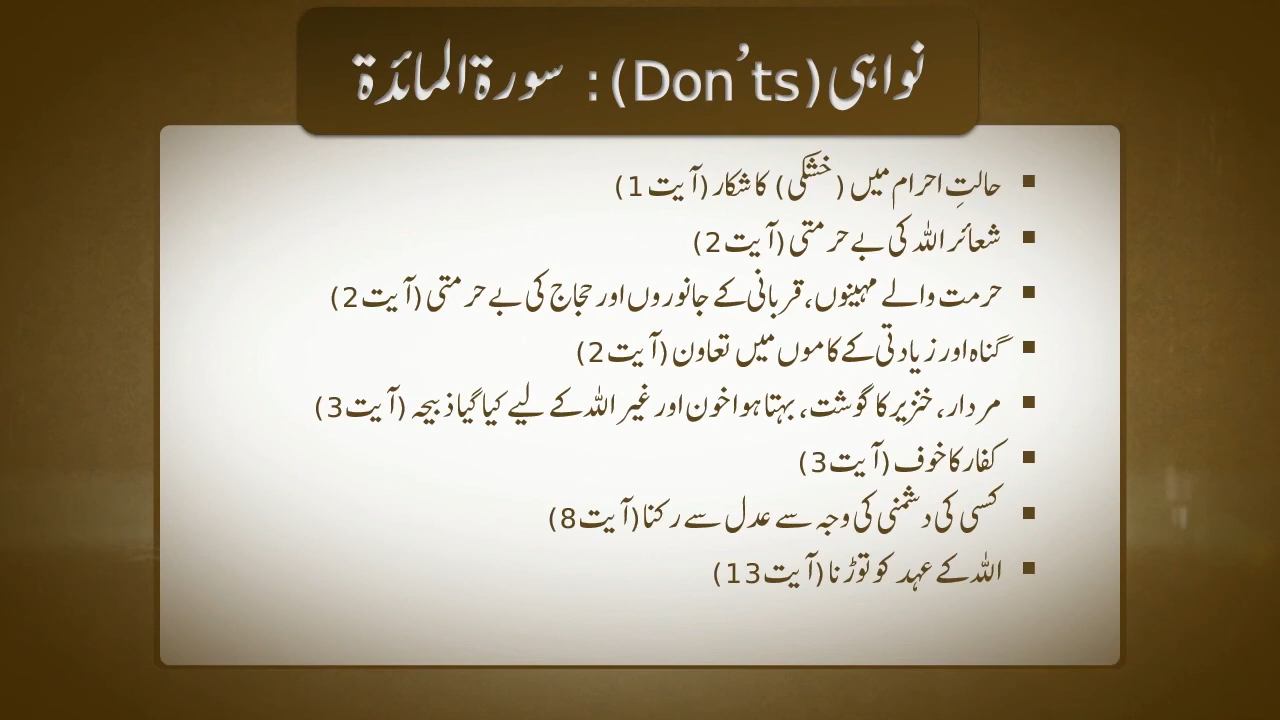 نواہی (Don’ts): سورۃ المائدۃ
▪ حالتِ احرام میں (خشکی) کا شکار (آیت 1)
▪ شعائر اللہ کی بے حرمتی (آیت 2)
▪ حرمت والے مہینوں، قربانی کے جانوروں اور حجاج کی بے حرمتی (آیت 2)
▪ گناہ اور زیادتی کے کاموں میں تعاون (آیت 2)
▪ مردار، خنزیر کا گوشت، بہتا ہوا خون اور غیر اللہ کے لیے کیا گیا ذبیحہ (آیت 3)
▪ کفار کا خوف (آیت 3)
▪ کسی کی دشمنی کی وجہ سے عدل سے رکنا (آیت 8)
▪ اللہ کے عہد کو توڑنا (آیت 13)